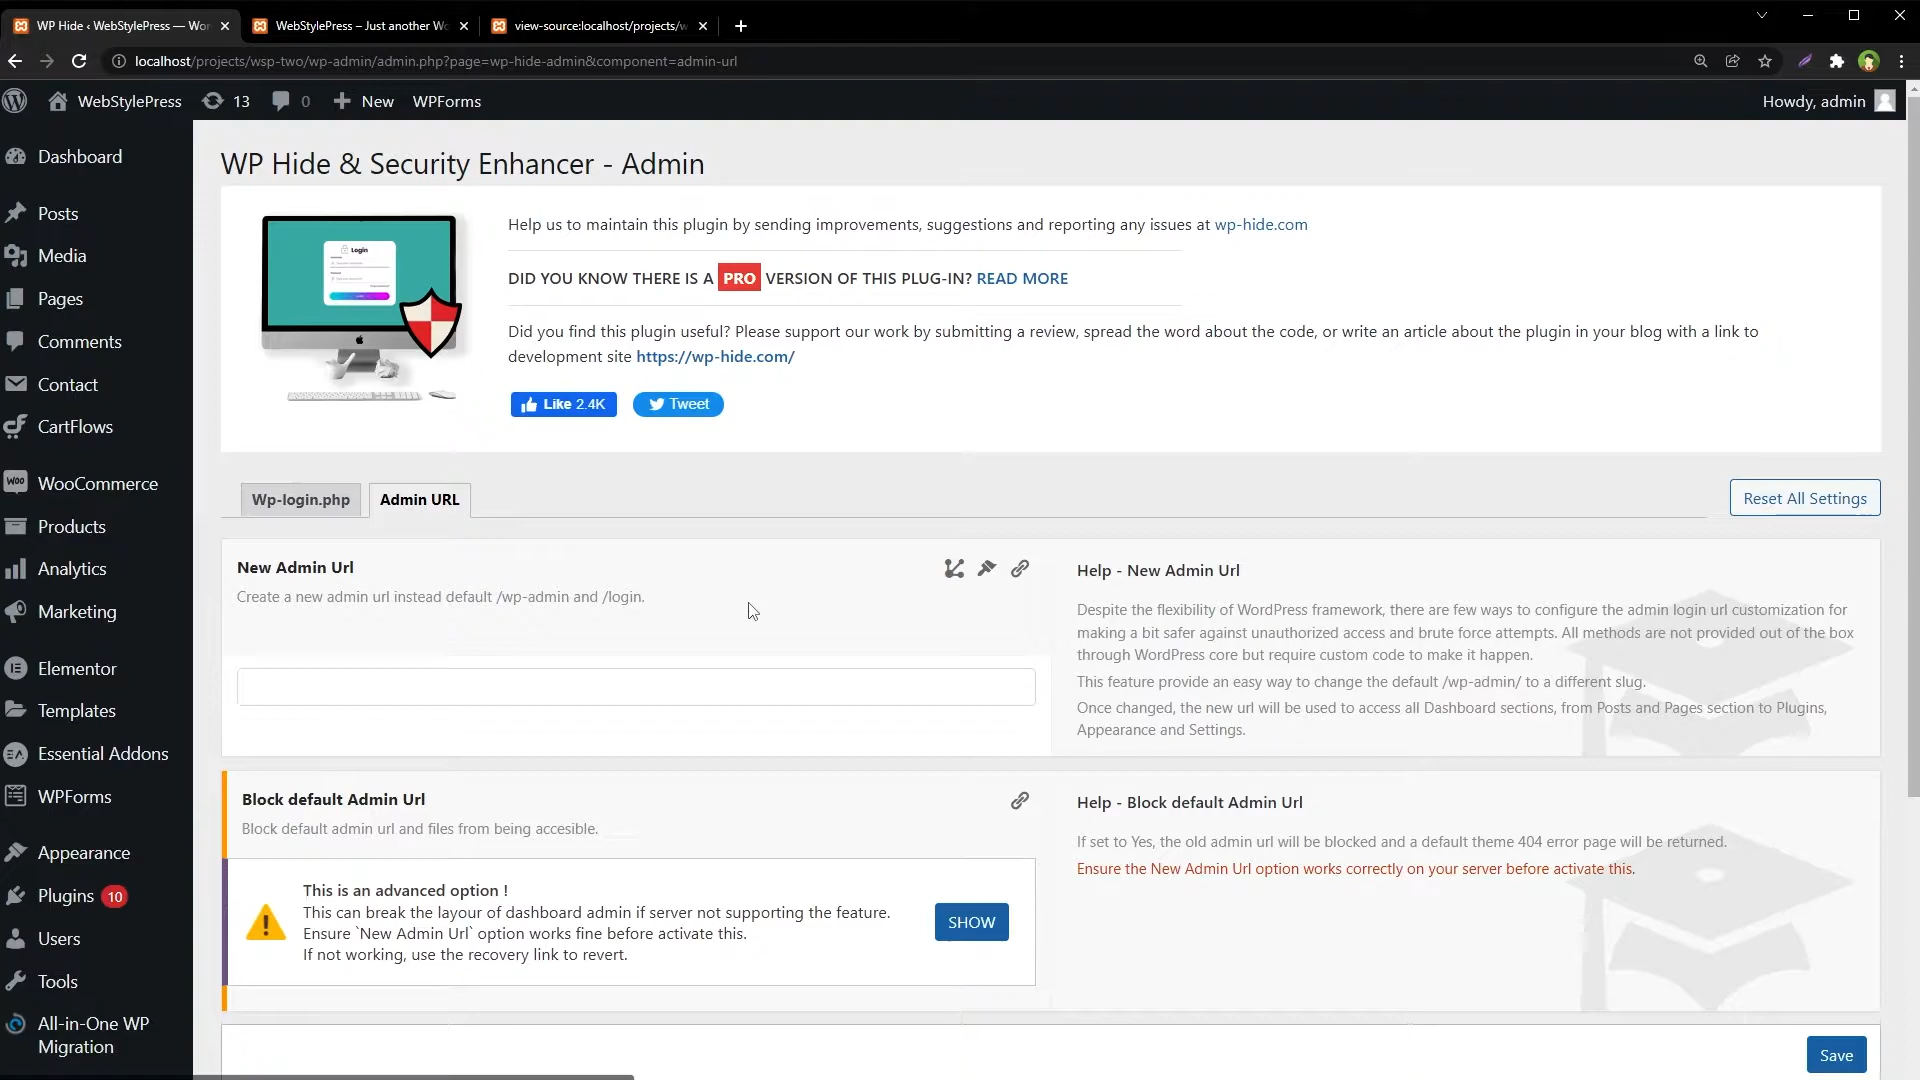 WP Hide ‹ WebStylePress — Wor
WebStylePress – Just another Wo
view-source:localhost/projects/w
localhost/projects/wsp-two/wp-admin/admin.php?page=wp-hide-admin&component=admin-url
WebStylePress
13
0
New
WPForms
Howdy, admin
Dashboard
Posts
Media
Pages
Comments
Contact
CartFlows
WooCommerce
Products
Analytics
Marketing
Elementor
Templates
Essential Addons
WPForms
Appearance
Plugins 10
Users
Tools
All-in-One WP
Migration
WP Hide & Security Enhancer - Admin
Login
Help us to maintain this plugin by sending improvements, suggestions and reporting any issues at wp-hide.com
DID YOU KNOW THERE IS A PRO VERSION OF THIS PLUG-IN? READ MORE
Did you find this plugin useful? Please support our work by submitting a review, spread the word about the code, or write an article about the plugin in your blog with a link to
development site https://wp-hide.com/
Like 2.4K
Tweet
Wp-login.php
Admin URL
Reset All Settings
New Admin Url
Create a new admin url instead default /wp-admin and /login.
Help - New Admin Url
Despite the flexibility of WordPress framework, there are few ways to configure the admin login url customization for
making a bit safer against unauthorized access and brute force attempts. All methods are not provided out of the box
through WordPress core but require custom code to make it happen.
This feature provide an easy way to change the default /wp-admin/ to a different slug.
Once changed, the new url will be used to access all Dashboard sections, from Posts and Pages section to Plugins,
Appearance and Settings.
Block default Admin Url
Block default admin url and files from being accesible.
This is an advanced option !
This can break the layour of dashboard admin if server not supporting the feature.
Ensure `New Admin Url` option works fine before activate this.
If not working, use the recovery link to revert.
SHOW
Help - Block default Admin Url
If set to Yes, the old admin url will be blocked and a default theme 404 error page will be returned.
Ensure the New Admin Url option works correctly on your server before activate this.
Save